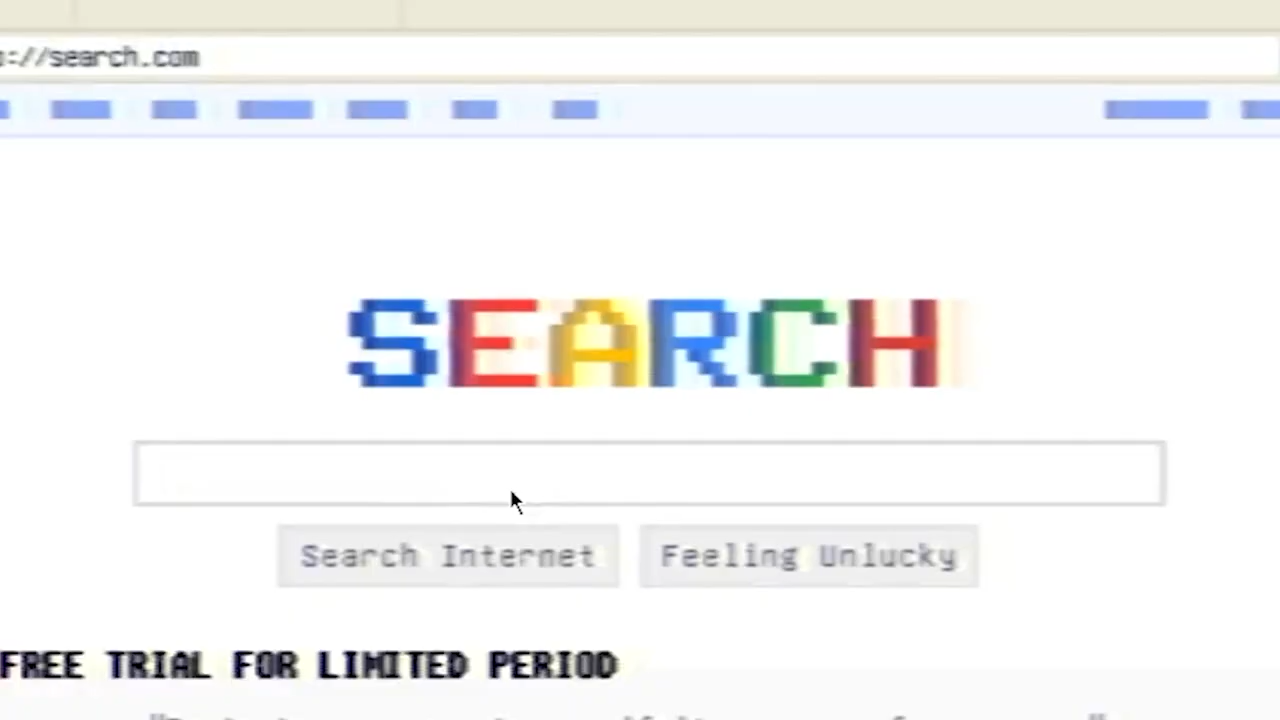 ://search.com
SEARCH
Search Internet
Feeling Unlucky
FREE TRIAL FOR LIMITED PERIOD